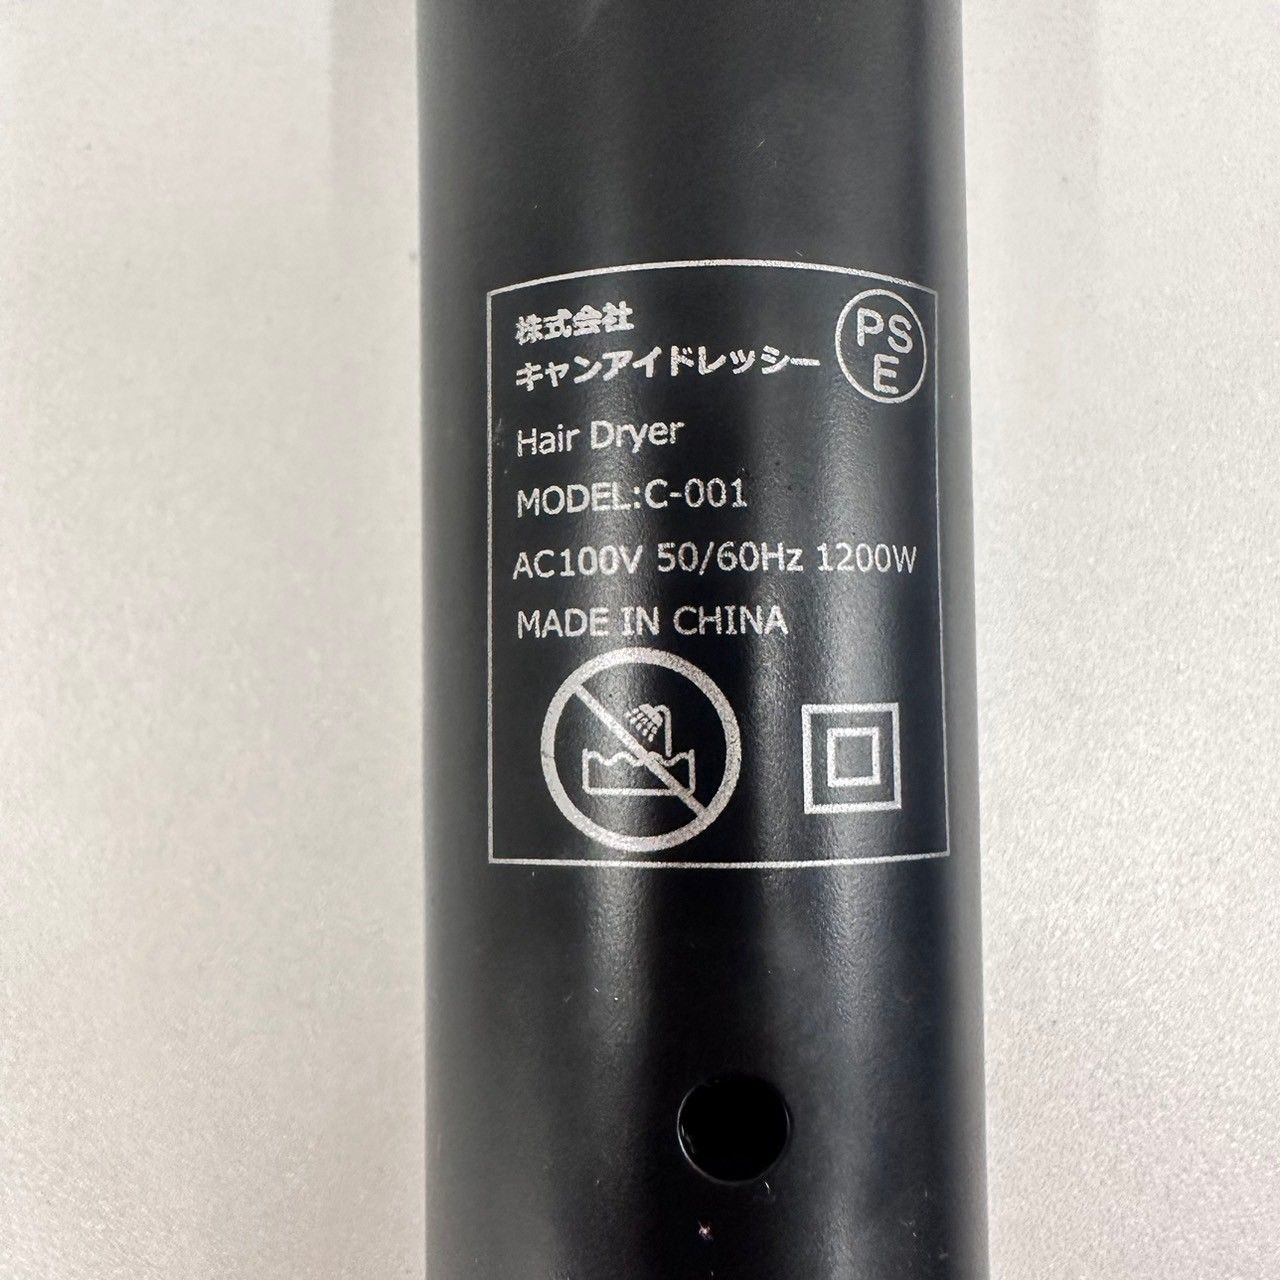 株式会社
キャンアイドレッシー
PS
E
Hair Dryer
MODEL:C-001
AC100V 50/60Hz 1200W
MADE IN CHINA